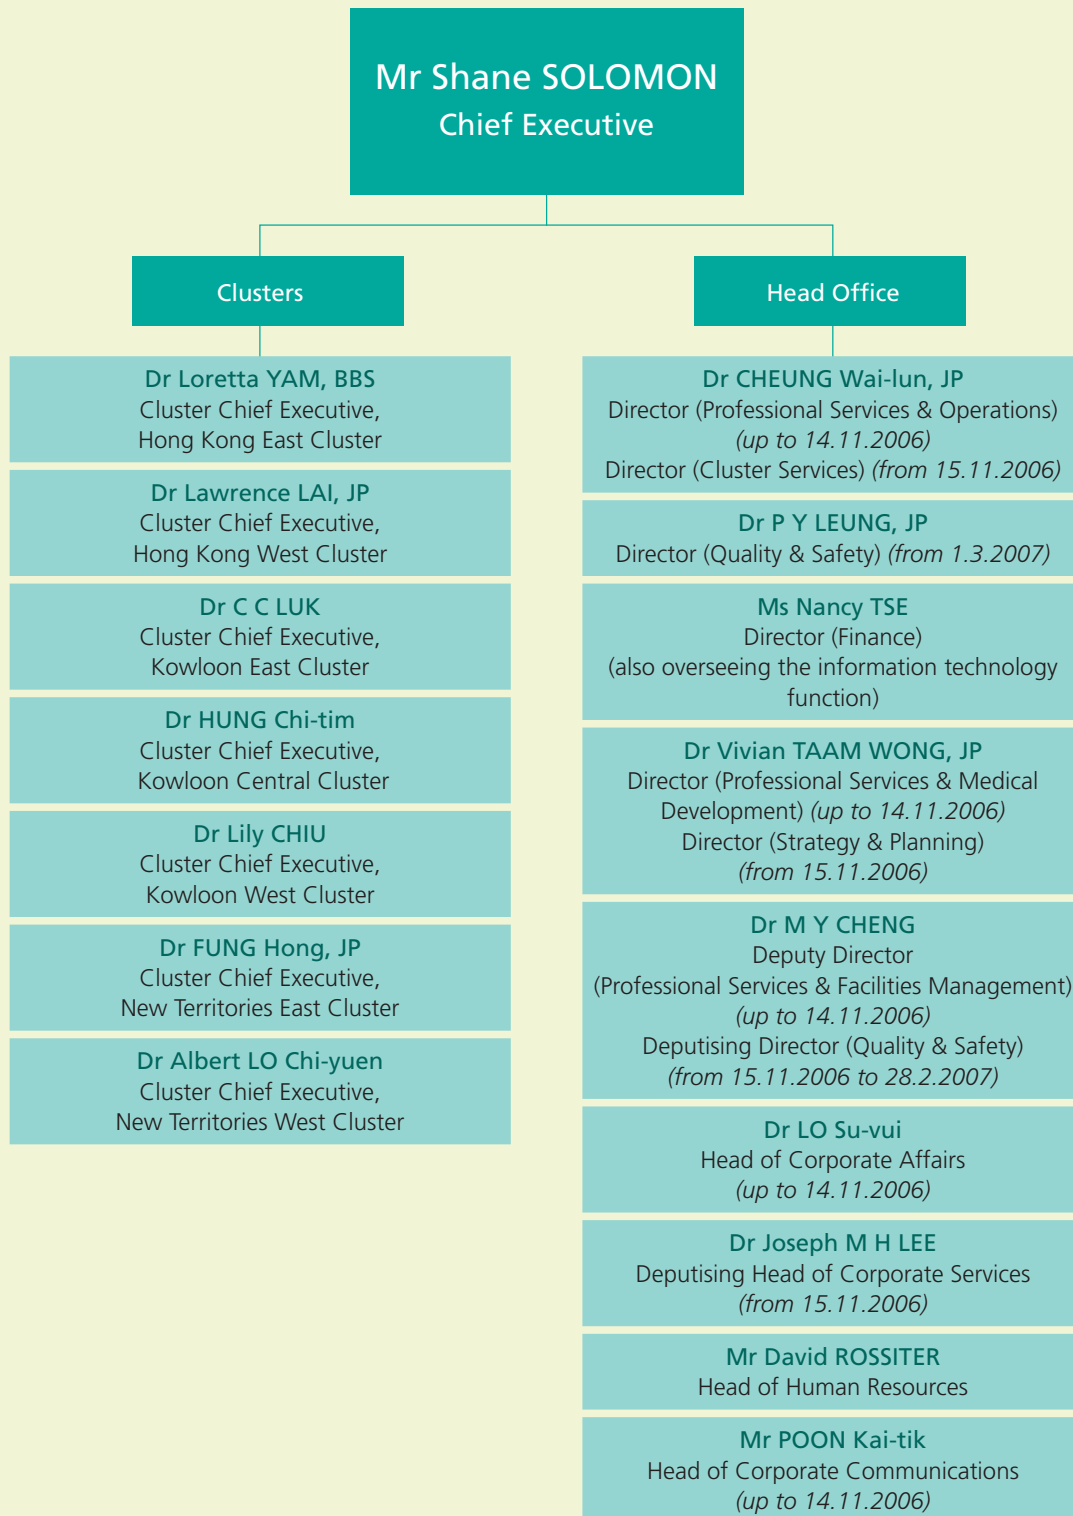 Mr Shane SOLOMON
Chief Executive
Clusters
Dr Loretta YAM, BBS
Cluster Chief Executive,
Hong Kong East Cluster
Dr Lawrence LAI, JP
Cluster Chief Executive,
Hong Kong West Cluster
Dr C C LUK
Cluster Chief Executive,
Kowloon East Cluster
Dr HUNG Chi-tim
Cluster Chief Executive,
Kowloon Central Cluster
Dr Lily CHIU
Cluster Chief Executive,
Kowloon West Cluster
Dr FUNG Hong, JP
Cluster Chief Executive,
New Territories East Cluster
Dr Albert LO Chi-yuen
Cluster Chief Executive,
New Territories West Cluster
Head Office
Dr CHEUNG Wai-lun, JP
Director (Professional Services & Operations)
(up to 14.11.2006)
Director (Cluster Services) (from 15.11.2006)
Dr P Y LEUNG, JP
Director (Quality & Safety) (from 1.3.2007)
Ms Nancy TSE
Director (Finance)
(also overseeing the information technology
function)
Dr Vivian TAAM WONG, JP
Director (Professional Services & Medical
Development) (up to 14.11.2006)
Director (Strategy & Planning)
(from 15.11.2006)
Dr M Y CHENG
Deputy Director
(Professional Services & Facilities Management)
(up to 14.11.2006)
Deputising Director (Quality & Safety)
(from 15.11.2006 to 28.2.2007)
Dr LO Su-vui
Head of Corporate Affairs
(up to 14.11.2006)
Dr Joseph M H LEE
Deputising Head of Corporate Services
(from 15.11.2006)
Mr David ROSSITER
Head of Human Resources
Mr POON Kai-tik
Head of Corporate Communications
(up to 14.11.2006)